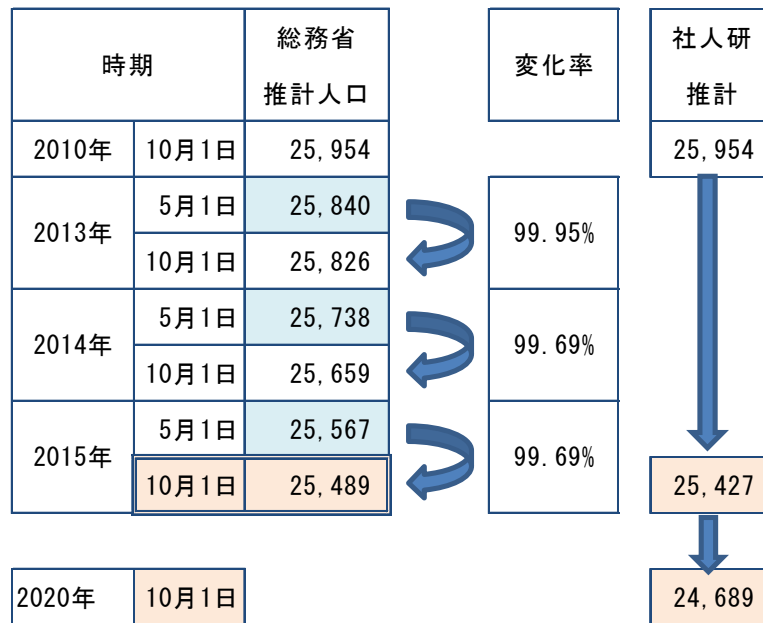 時期 総務省 推計人口 変化率 社人研 推計
2010年 10月1日 25,954 25,954
2013年 5月1日 25,840 99.95%
10月1日 25,826
2014年 5月1日 25,738 99.69%
10月1日 25,659
2015年 5月1日 25,567 99.69%
10月1日 25,489 25,427
2020年 10月1日 24,689